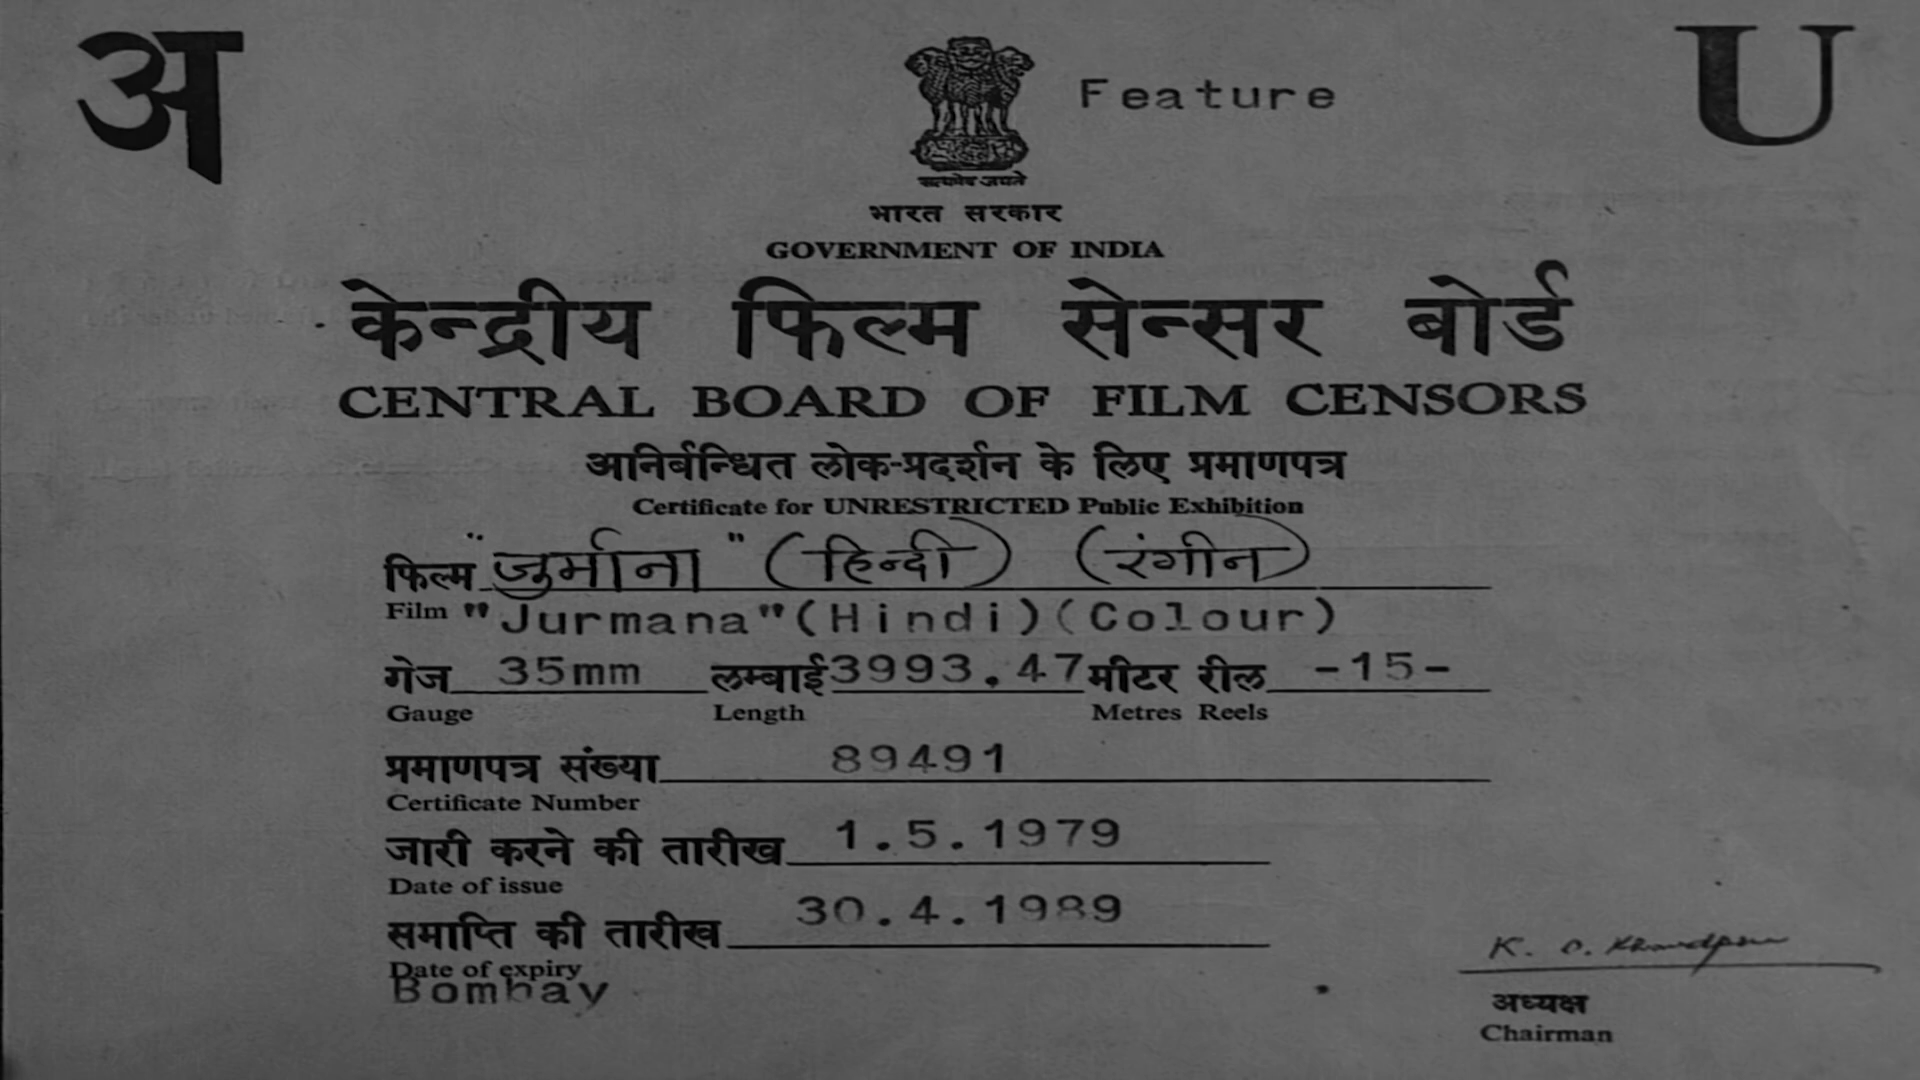 अ
Feature
U
सत्यमेव जयते
भारत सरकार
GOVERNMENT OF INDIA
केन्द्रीय फिल्म सेन्सर बोर्ड
CENTRAL BOARD OF FILM CENSORS
आनिर्बन्धित लोक-प्रदर्शन के लिए प्रमाणपत्र
Certificate for UNRESTRICTED Public Exhibition
फिल्म "जुर्माना" (हिन्दी) (रंगीन)
Film "Jurmana"(Hindi)(Colour)
गेज 35mm लम्बाई 3993.47 मीटर रील -15-
Gauge Length Metres Reels
प्रमाणपत्र संख्या 89491
Certificate Number
जारी करने की तारीख 1.5.1979
Date of issue
समाप्ति की तारीख 30.4.1989
Date of expiry
Bombay
अध्यक्ष
Chairman